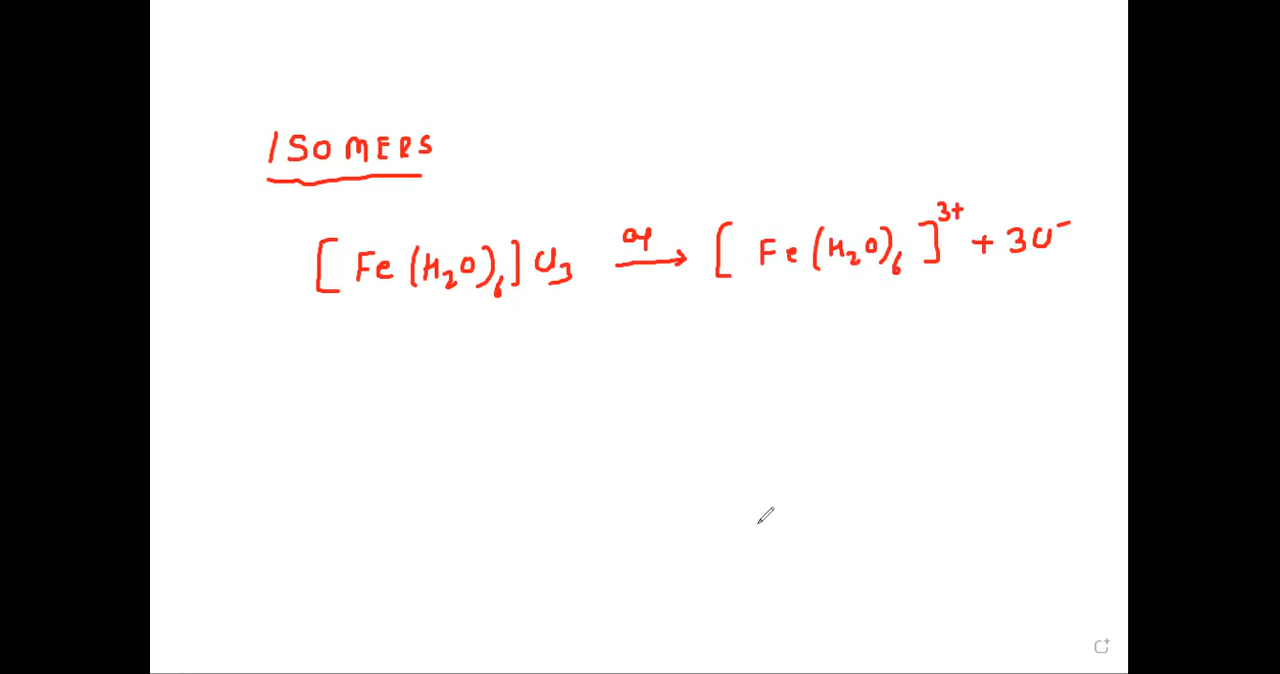 ISOMERS
[Fe(H₂O)₆]Cl₃ aq → [Fe(H₂O)₆]³⁺ + 3Cl⁻